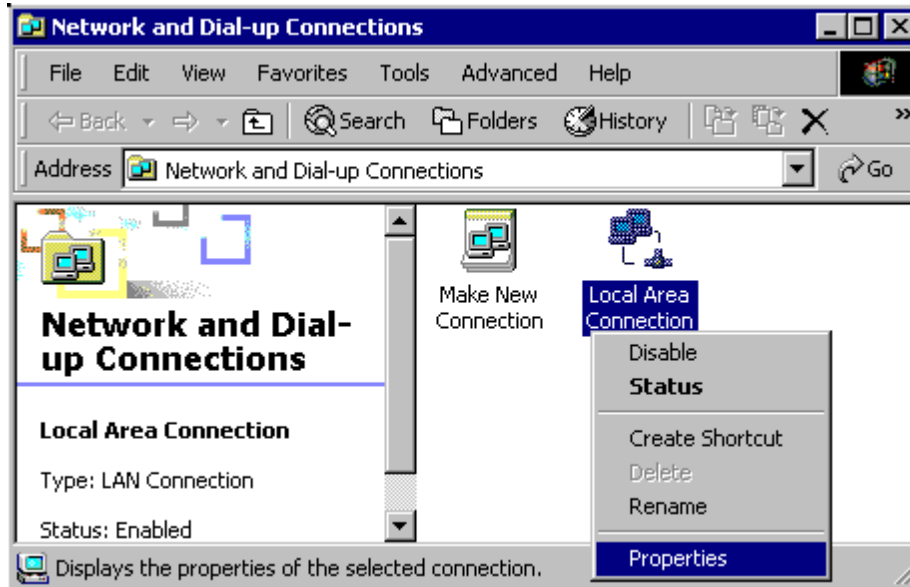 Network and Dial-up Connections
File Edit View Favorites Tools Advanced Help
Back Search Folders History »
Address Network and Dial-up Connections Go
Network and Dial-
up Connections
Local Area Connection
Type: LAN Connection
Status: Enabled
Make New
Connection
Local Area
Connection
Disable
Status
Create Shortcut
Delete
Rename
Properties
Displays the properties of the selected connection.